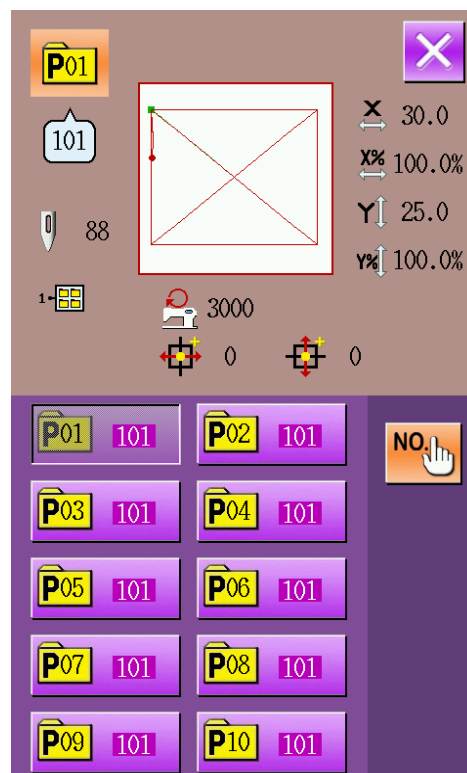 P01
101
X 30.0
X% 100.0%
88
Y 25.0
Y% 100.0%
1
3000
0 0
P01 101 P02 101
NO.
P03 101 P04 101
P05 101 P06 101
P07 101 P08 101
P09 101 P10 101